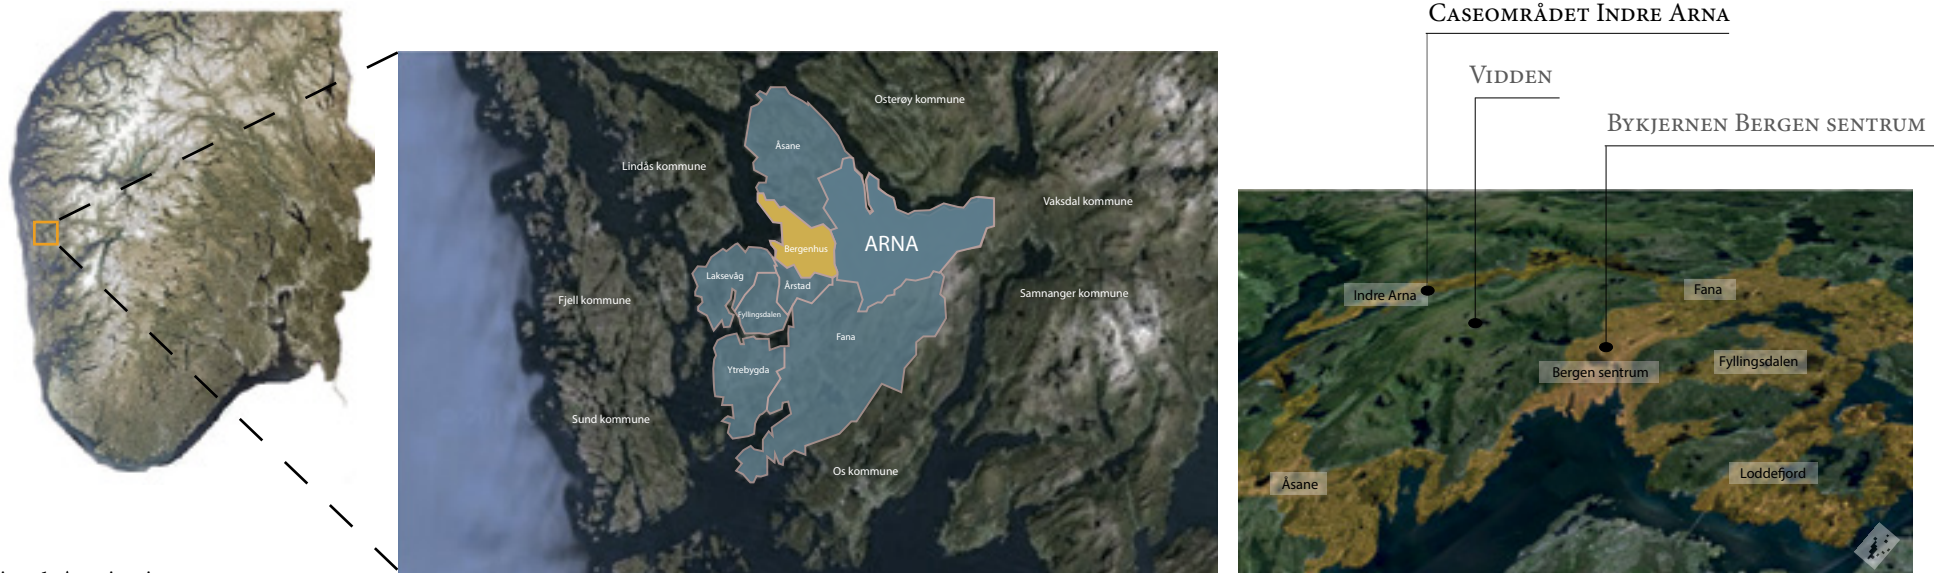 CASEOMRÅDET INDRE ARNA
VIDDEN
BYKJERNEN BERGEN SENTRUM
Osterøy kommune
Åsane
Lindås kommune
Vaksdal kommune
ARNA
Bergenhus
Laksevåg
Årstad
Fjell kommune
Samnanger kommune
Fyllingsdalen
Fana
Ytrebygda
Sund kommune
Os kommune
Indre Arna
Fana
Bergen sentrum
Fyllingsdalen
Åsane
Loddefjord